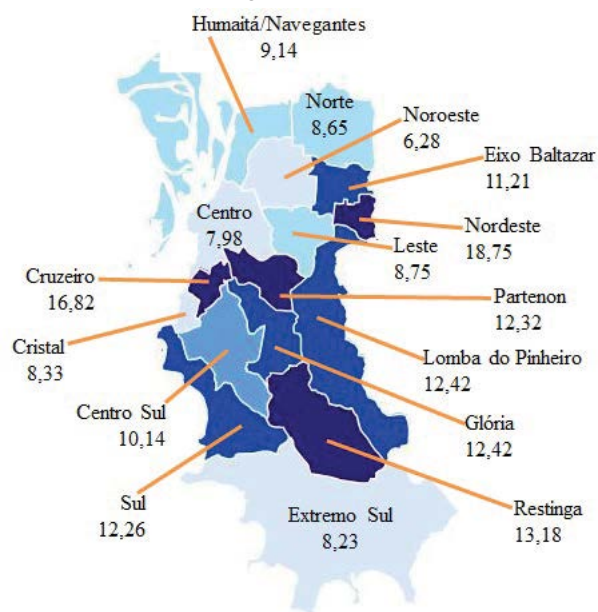 Humaitá/Navegantes
9,14
Norte
8,65
Noroeste
6,28
Eixo Baltazar
11,21
Centro
7,98
Nordeste
18,75
Leste
8,75
Cruzeiro
16,82
Partenon
12,32
Cristal
8,33
Lomba do Pinheiro
12,42
Centro Sul
10,14
Glória
12,42
Sul
12,26
Extremo Sul
8,23
Restinga
13,18